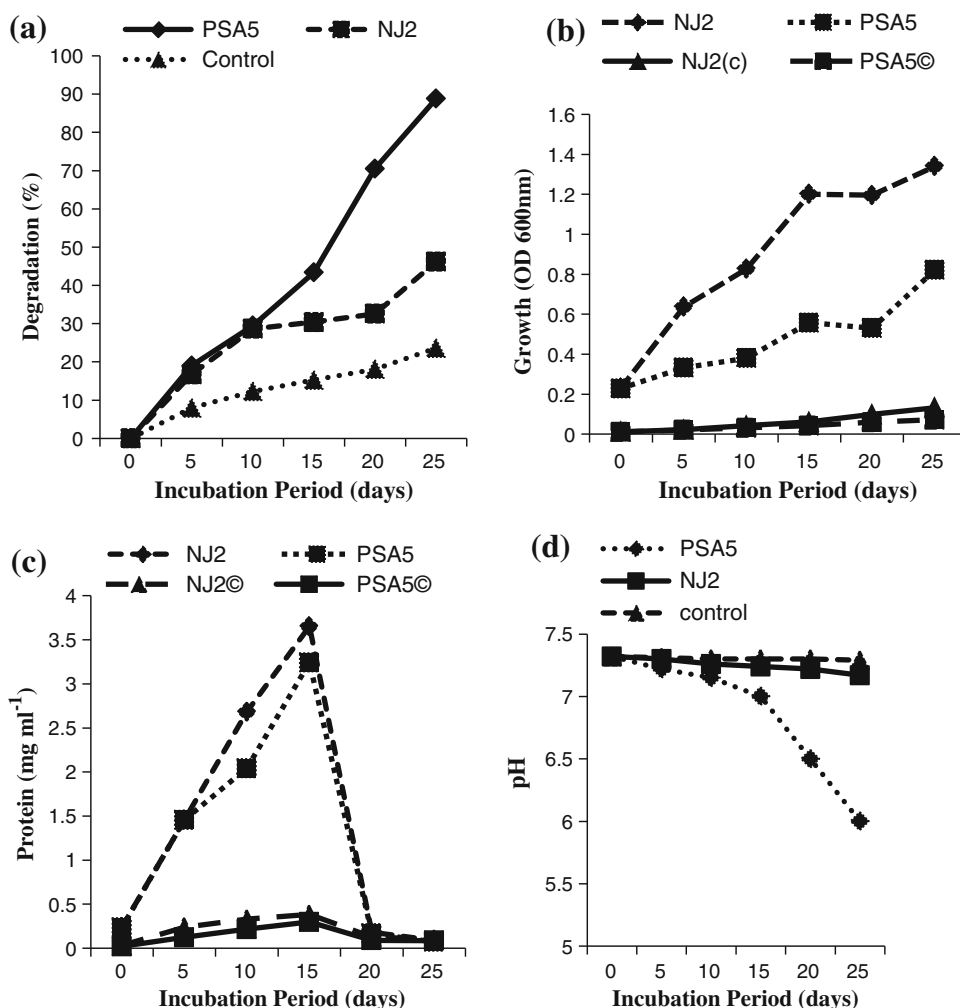 (a)
PSA5 NJ2
Control
100
90
80
70
60
50
40
30
20
10
0
Degradation (%)
0 5 10 15 20 25
Incubation Period (days)
(b)
NJ2 PSA5
NJ2(c) PSA5©
1.6
1.4
1.2
1
0.8
0.6
0.4
0.2
0
Growth (OD 600nm)
0 5 10 15 20 25
Incubation Period (days)
(c)
NJ2 PSA5
NJ2© PSA5©
4
3.5
3
2.5
2
1.5
1
0.5
0
Protein (mg ml-1)
0 5 10 15 20 25
Incubation Period (days)
(d)
PSA5
NJ2
control
7.5
7
6.5
6
5.5
5
pH
0 5 10 15 20 25
Incubation Period (days)